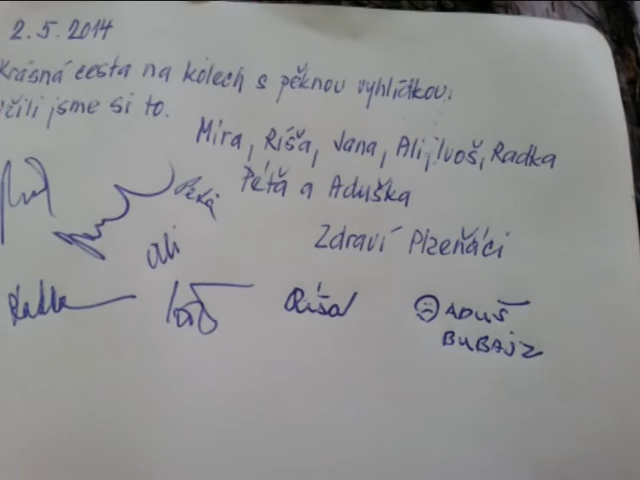 2.5.2014
Krásná cesta na kolech s pěknou vyhlídkou.
žili jsme si to.
Míra, Ríša, Jana, Ali, Ivoš, Radka
Péťa a Aduška
Zdraví Plzeňáci
Péťa
Ali
Radka
Ríša
ADUŠ
BUBAJZ